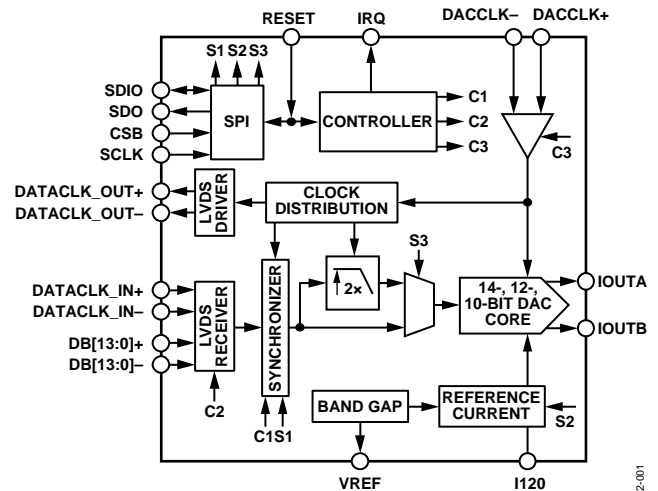 RESET IRQ DACCLK– DACCLK+
S1 S2 S3
SDIO
SDO
CSB
SCLK
SPI
CONTROLLER
C1
C2
C3
C3
DATACLK_OUT+
DATACLK_OUT–
LVDS
DRIVER
CLOCK
DISTRIBUTION
S3
DATACLK_IN+
DATACLK_IN–
DB[13:0]+
DB[13:0]–
LVDS
RECEIVER
SYNCHRONIZER
2×
14-, 12-,
10-BIT DAC
CORE
IOUTA
IOUTB
C2
C1 S1
BAND GAP
REFERENCE
CURRENT
S2
VREF I120
2-001